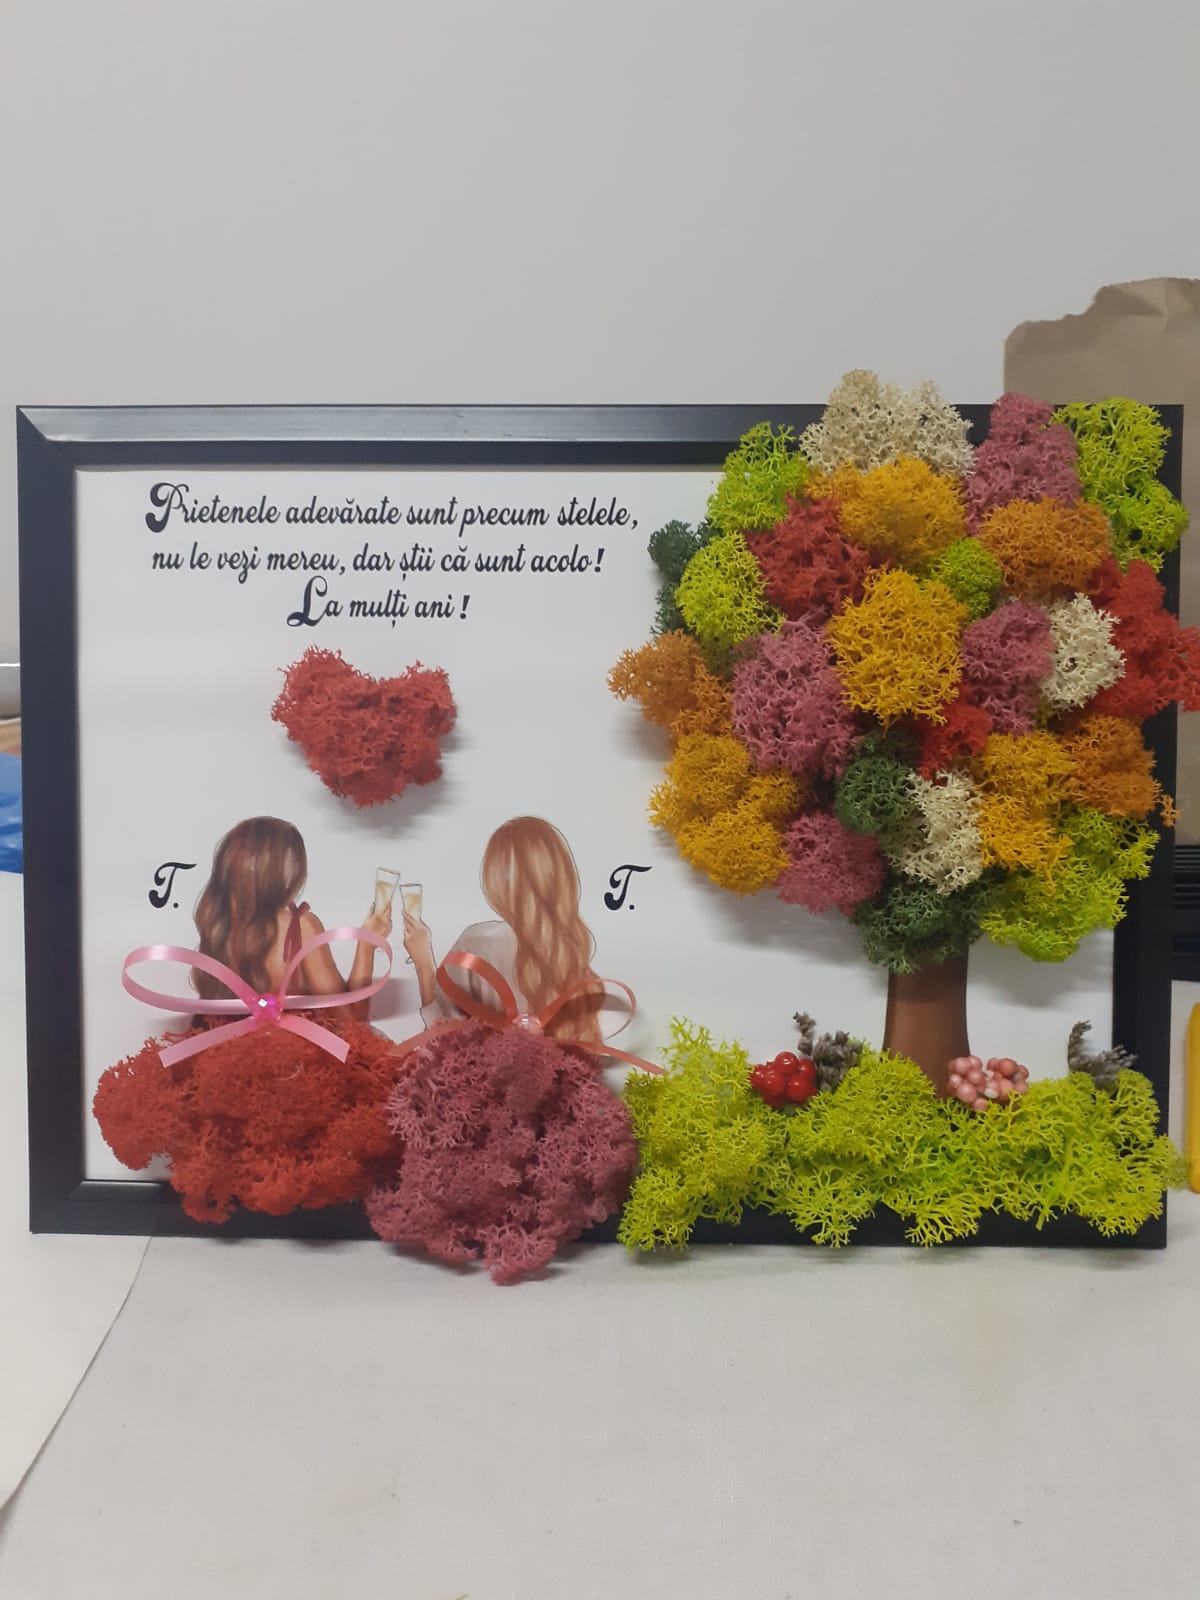 Prietenele adevărate sunt precum stelele,
nu le vezi mereu, dar știi că sunt acolo!
La mulți ani!
T.
T.